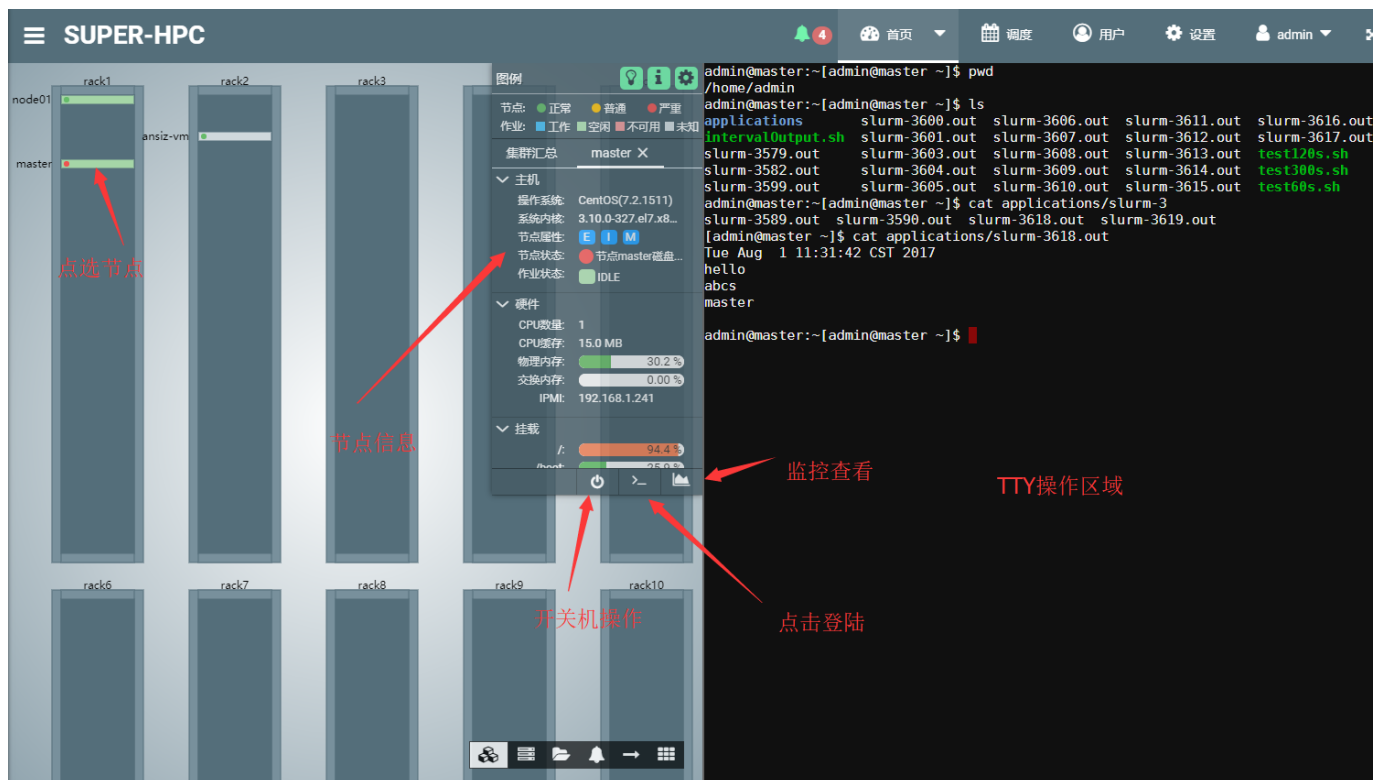 SUPER-HPC
4
首页
调度
用户
设置
admin
rack1
rack2
rack3
node01
ansiz-vm
master
点选节点
节点信息
图例
节点: 正常 普通 严重
作业: 工作 空闲 不可用 未知
集群汇总 master
主机
操作系统: CentOS(7.2.1511)
系统内核: 3.10.0-327.el7.x8...
节点属性: E I M
节点状态: 节点master磁盘...
作业状态: IDLE
硬件
CPU数量: 1
CPU缓存: 15.0 MB
物理内存: 30.2 %
交换内存: 0.00 %
IPMI: 192.168.1.241
挂载
/: 94.4 %
/boot: 25.9 %
admin@master:~[admin@master ~]$ pwd
/home/admin
admin@master:~[admin@master ~]$ ls
applications slurm-3600.out slurm-3606.out slurm-3611.out slurm-3616.out
intervalOutput.sh slurm-3601.out slurm-3607.out slurm-3612.out slurm-3617.out
slurm-3579.out slurm-3603.out slurm-3608.out slurm-3613.out test120s.sh
slurm-3582.out slurm-3604.out slurm-3609.out slurm-3614.out test300s.sh
slurm-3599.out slurm-3605.out slurm-3610.out slurm-3615.out test60s.sh
admin@master:~[admin@master ~]$ cat applications/slurm-3
slurm-3589.out slurm-3590.out slurm-3618.out slurm-3619.out
[admin@master ~]$ cat applications/slurm-3618.out
Tue Aug 1 11:31:42 CST 2017
hello
abcs
master
admin@master:~[admin@master ~]$
监控查看
TTY操作区域
开关机操作
点击登陆
rack6
rack7
rack8
rack9
rack10